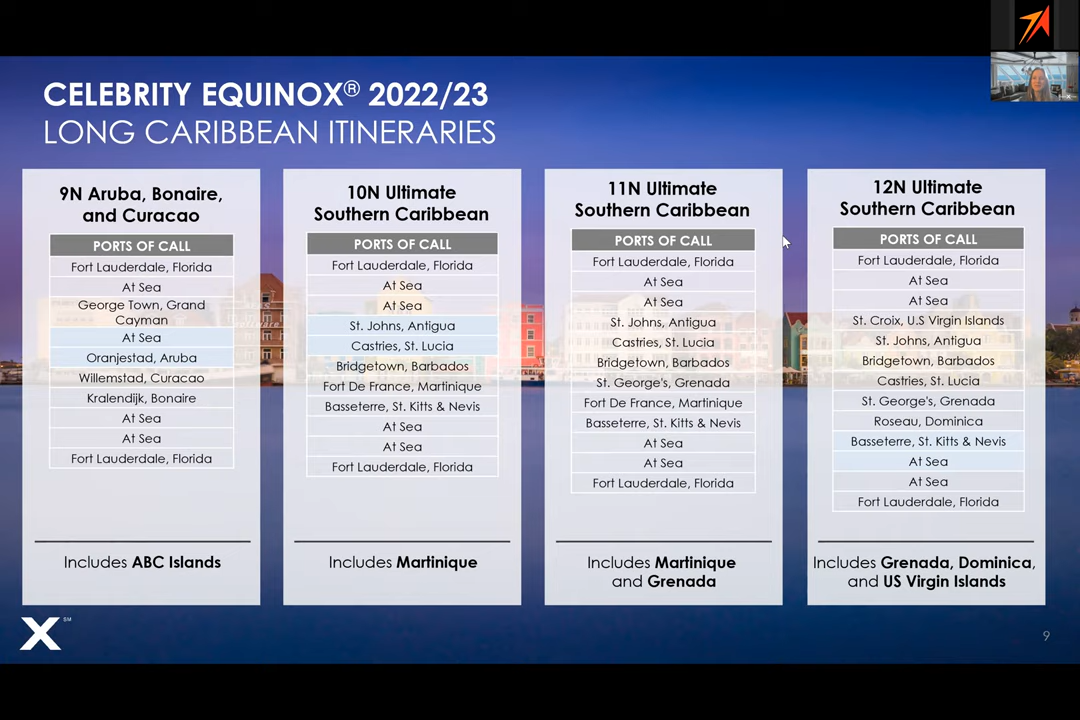 CELEBRITY EQUINOX® 2022/23
LONG CARIBBEAN ITINERARIES
9N Aruba, Bonaire,
and Curacao
PORTS OF CALL
Fort Lauderdale, Florida
At Sea
George Town, Grand
Cayman
At Sea
Oranjestad, Aruba
Willemstad, Curacao
Kralendijk, Bonaire
At Sea
At Sea
Fort Lauderdale, Florida
Includes ABC Islands
10N Ultimate
Southern Caribbean
PORTS OF CALL
Fort Lauderdale, Florida
At Sea
At Sea
St. Johns, Antigua
Castries, St. Lucia
Bridgetown, Barbados
Fort De France, Martinique
Basseterre, St. Kitts & Nevis
At Sea
At Sea
Fort Lauderdale, Florida
Includes Martinique
11N Ultimate
Southern Caribbean
PORTS OF CALL
Fort Lauderdale, Florida
At Sea
At Sea
St. Johns, Antigua
Castries, St. Lucia
Bridgetown, Barbados
St. George's, Grenada
Fort De France, Martinique
Basseterre, St. Kitts & Nevis
At Sea
At Sea
Fort Lauderdale, Florida
Includes Martinique
and Grenada
12N Ultimate
Southern Caribbean
PORTS OF CALL
Fort Lauderdale, Florida
At Sea
At Sea
St. Croix, U.S Virgin Islands
St. Johns, Antigua
Bridgetown, Barbados
Castries, St. Lucia
St. George's, Grenada
Roseau, Dominica
Basseterre, St. Kitts & Nevis
At Sea
At Sea
Fort Lauderdale, Florida
Includes Grenada, Dominica,
and US Virgin Islands
X SM
9